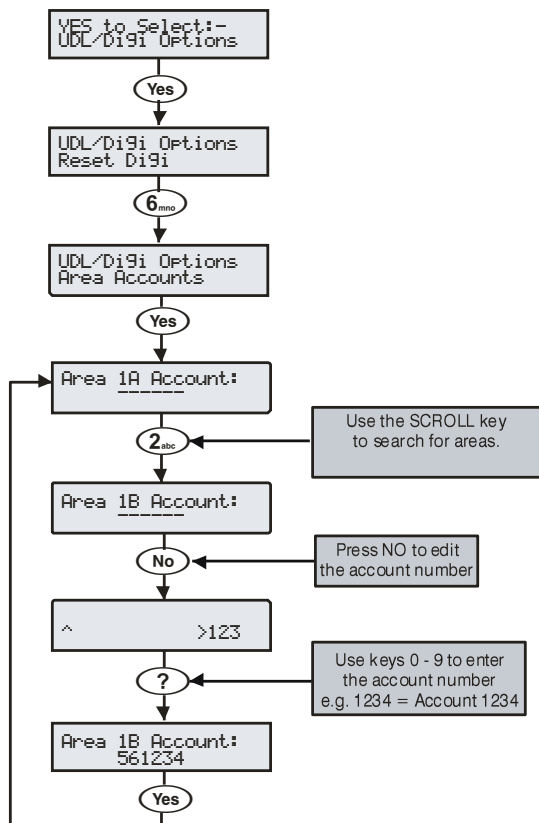 YES to Select:-
UDL/Digi Options
Yes
UDL/Digi Options
Reset Digi
6mno
UDL/Digi Options
Area Accounts
Yes
Area 1A Account:
______
2abc
Use the SCROLL key
to search for areas.
Area 1B Account:
______
No
Press NO to edit
the account number
^ >123
?
Use keys 0 - 9 to enter
the account number
e.g. 1234 = Account 1234
Area 1B Account:
561234
Yes